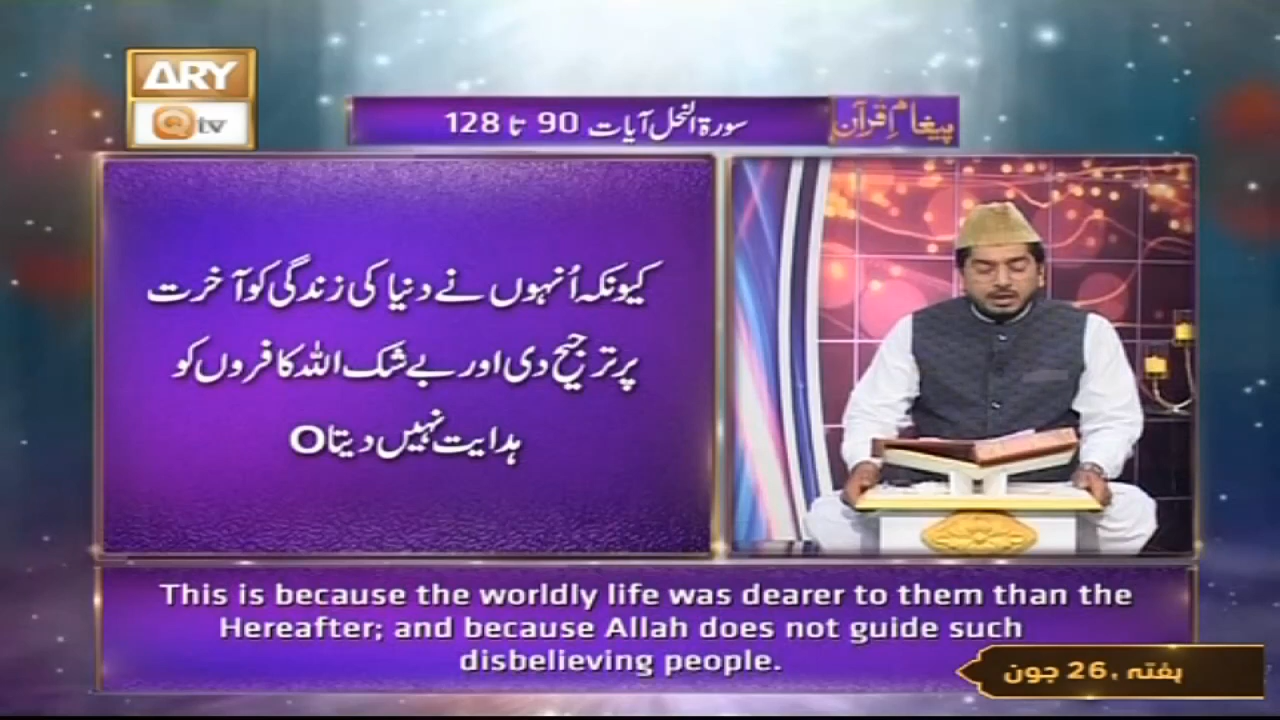 ARY
Qtv
پیغامِ قرآن
سورۃ النحل آیات 90 تا 128
کیونکہ اُنہوں نے دنیا کی زندگی کو آخرت
پر ترجیح دی اور بے شک اللہ کافروں کو
ہدایت نہیں دیتاO
This is because the worldly life was dearer to them than the
Hereafter; and because Allah does not guide such
disbelieving people.
ہفتہ، 26 جون